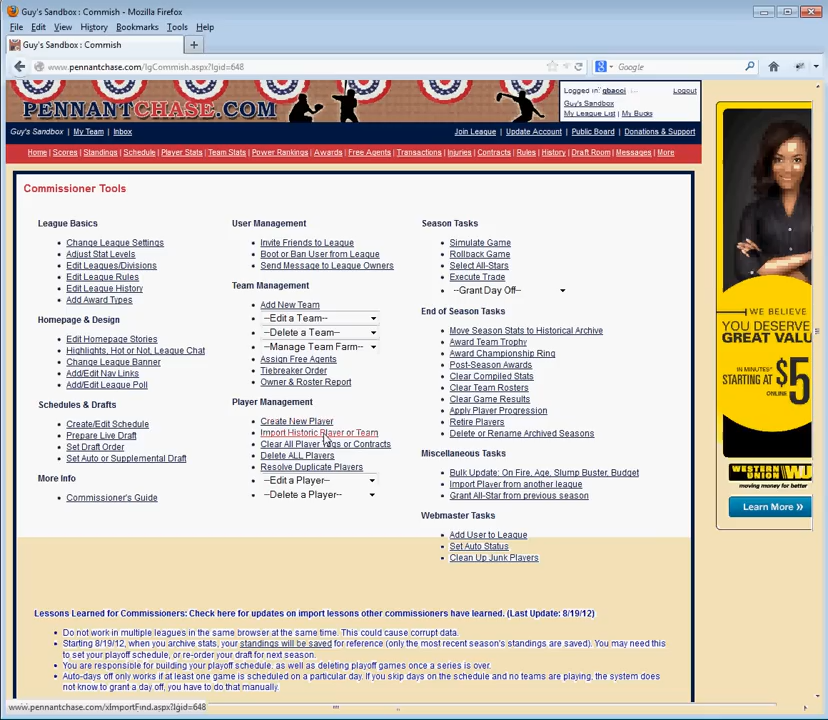 Guy's Sandbox : Commish - Mozilla Firefox
File Edit View History Bookmarks Tools Help
Guy's Sandbox : Commish
www.pennantchase.com/lgCommish.aspx?lgid=648
Google
PENNANTCHASE.COM
Logged in: gbacci
Logout
Guy's Sandbox
My League List | My Bucks
Guy's Sandbox | My Team | Inbox
Join League | Update Account | Public Board | Donations & Support
Home | Scores | Standings | Schedule | Player Stats | Team Stats | Power Rankings | Awards | Free Agents | Transactions | Injuries | Contracts | Rules | History | Draft Room | Messages | More
Commissioner Tools
League Basics
Change League Settings
Adjust Stat Levels
Edit Leagues/Divisions
Edit League Rules
Edit League History
Add Award Types
Homepage & Design
Edit Homepage Stories
Highlights, Hot or Not, League Chat
Change League Banner
Add/Edit Nav Links
Add/Edit League Poll
Schedules & Drafts
Create/Edit Schedule
Prepare Live Draft
Set Draft Order
Set Auto or Supplemental Draft
More Info
Commissioner's Guide
User Management
Invite Friends to League
Boot or Ban User from League
Send Message to League Owners
Team Management
Add New Team
--Edit a Team--
--Delete a Team--
--Manage Team Farm--
Assign Free Agents
Tiebreaker Order
Owner & Roster Report
Player Management
Create New Player
Import Historic Player or Team
Clear All Player Tags or Contracts
Delete ALL Players
Resolve Duplicate Players
--Edit a Player--
--Delete a Player--
Season Tasks
Simulate Game
Rollback Game
Select All-Stars
Execute Trade
--Grant Day Off--
End of Season Tasks
Move Season Stats to Historical Archive
Award Team Trophy
Award Championship Ring
Post-Season Awards
Clear Compiled Stats
Clear Team Rosters
Clear Game Results
Apply Player Progression
Retire Players
Delete or Rename Archived Seasons
Miscellaneous Tasks
Bulk Update: On Fire, Age, Slump Buster, Budget
Import Player from another league
Grant All-Star from previous season
Webmaster Tasks
Add User to League
Set Auto Status
Clean Up Junk Players
WE BELIEVE
YOU DESERVE
GREAT VALU
IN MINUTES
STARTING AT $5
ONLINE
WESTERN UNION
moving money for better
Learn More »
Lessons Learned for Commissioners: Check here for updates on import lessons other commissioners have learned. (Last Update: 8/19/12)
Do not work in multiple leagues in the same browser at the same time. This could cause corrupt data.
Starting 8/19/12, when you archive stats, your standings will be saved for reference (only the most recent season's standings are saved). You may need this
to set your playoff schedule, or re-order your draft for next season.
You are responsible for building your playoff schedule, as well as deleting playoff games once a series is over.
Auto-days off only works if at least one game is scheduled on a particular day. If you skip days on the schedule and no teams are playing, the system does
not know to grant a day off, you have to do that manually.
www.pennantchase.com/xImportFind.aspx?lgid=648